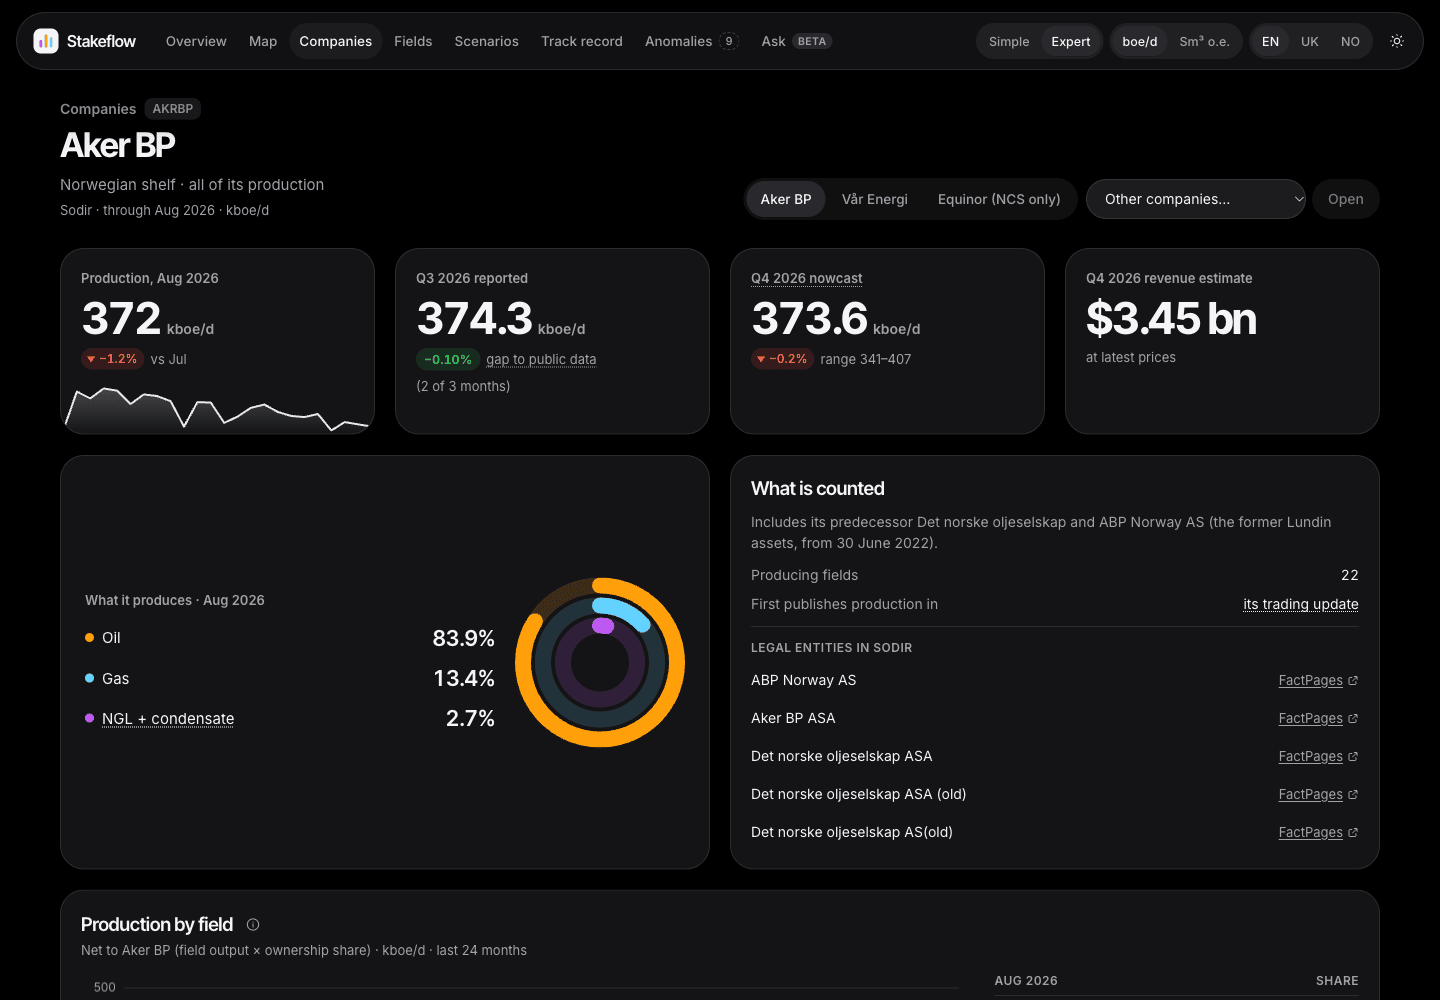 Stakeflow
Overview
Map
Companies
Fields
Scenarios
Track record
Anomalies 9
Ask BETA
Simple
Expert
boe/d
Sm³ o.e.
EN
UK
NO
Companies AKRBP
Aker BP
Norwegian shelf · all of its production
Sodir · through Aug 2026 · kboe/d
Aker BP
Vår Energi
Equinor (NCS only)
Other companies...
Open
Production, Aug 2026
372 kboe/d
−1.2% vs Jul
Q3 2026 reported
374.3 kboe/d
−0.10% gap to public data
(2 of 3 months)
Q4 2026 nowcast
373.6 kboe/d
−0.2% range 341–407
Q4 2026 revenue estimate
$3.45 bn
at latest prices
What it produces · Aug 2026
Oil 83.9%
Gas 13.4%
NGL + condensate 2.7%
What is counted
Includes its predecessor Det norske oljeselskap and ABP Norway AS (the former Lundin
assets, from 30 June 2022).
Producing fields 22
First publishes production in its trading update
LEGAL ENTITIES IN SODIR
ABP Norway AS FactPages
Aker BP ASA FactPages
Det norske oljeselskap ASA FactPages
Det norske oljeselskap ASA (old) FactPages
Det norske oljeselskap AS(old) FactPages
Production by field
Net to Aker BP (field output × ownership share) · kboe/d · last 24 months
500
AUG 2026 SHARE